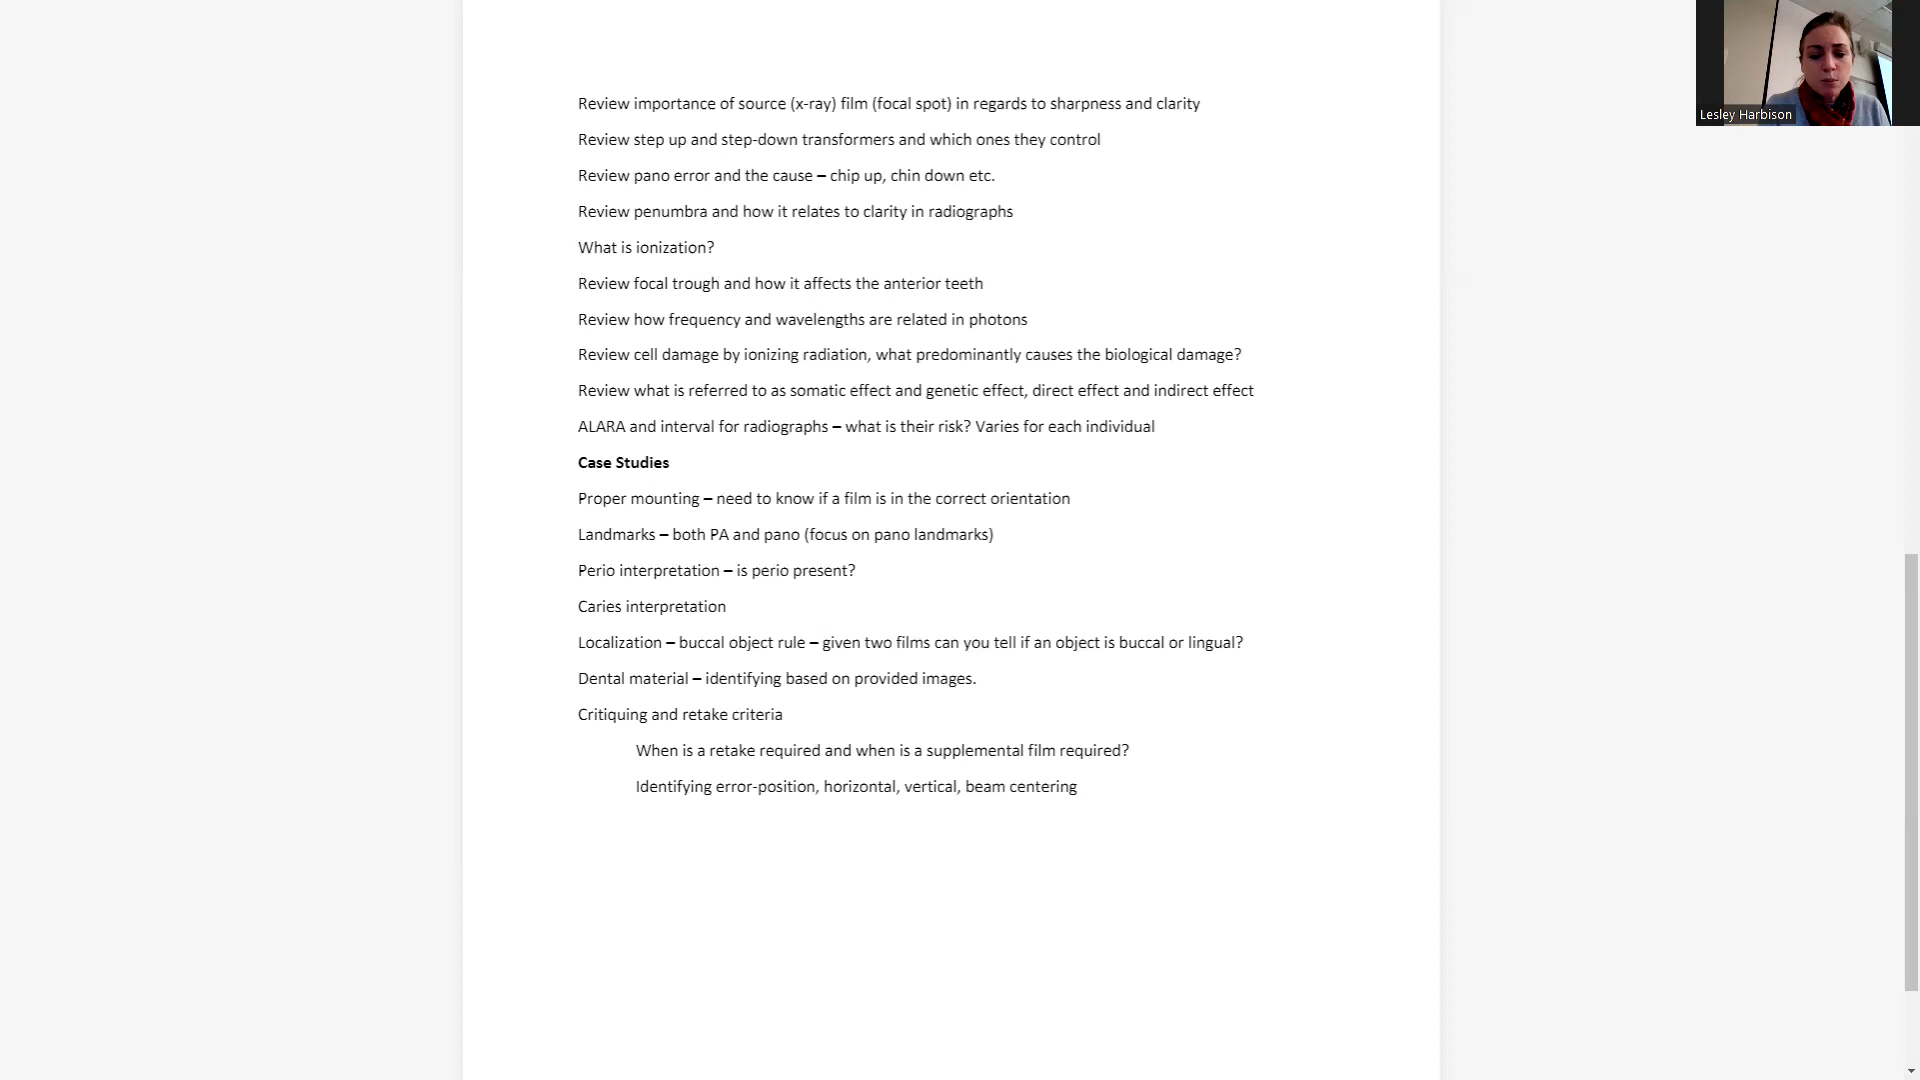 Review importance of source (x-ray) film (focal spot) in regards to sharpness and clarity
Review step up and step-down transformers and which ones they control
Review pano error and the cause – chip up, chin down etc.
Review penumbra and how it relates to clarity in radiographs
What is ionization?
Review focal trough and how it affects the anterior teeth
Review how frequency and wavelengths are related in photons
Review cell damage by ionizing radiation, what predominantly causes the biological damage?
Review what is referred to as somatic effect and genetic effect, direct effect and indirect effect
ALARA and interval for radiographs – what is their risk? Varies for each individual
Case Studies
Proper mounting – need to know if a film is in the correct orientation
Landmarks – both PA and pano (focus on pano landmarks)
Perio interpretation – is perio present?
Caries interpretation
Localization – buccal object rule – given two films can you tell if an object is buccal or lingual?
Dental material – identifying based on provided images.
Critiquing and retake criteria
When is a retake required and when is a supplemental film required?
Identifying error-position, horizontal, vertical, beam centering
Lesley Harbison